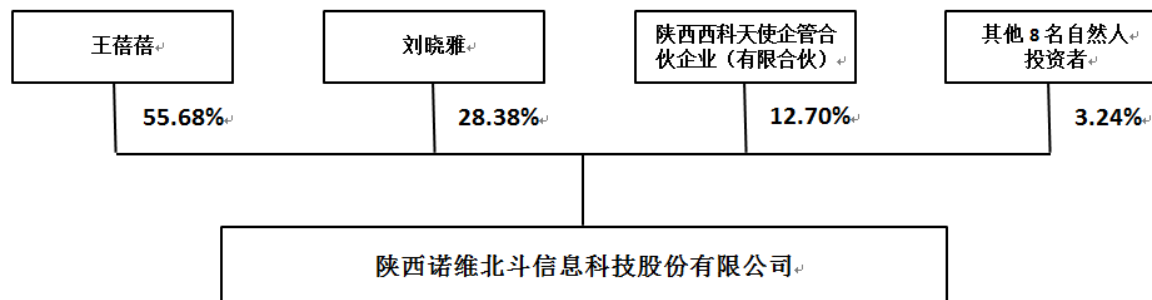 王蓓蓓
刘晓雅
陕西西科天使企管合
伙企业（有限合伙）
其他 8 名自然人
投资者
55.68%
28.38%
12.70%
3.24%
陕西诺维北斗信息科技股份有限公司